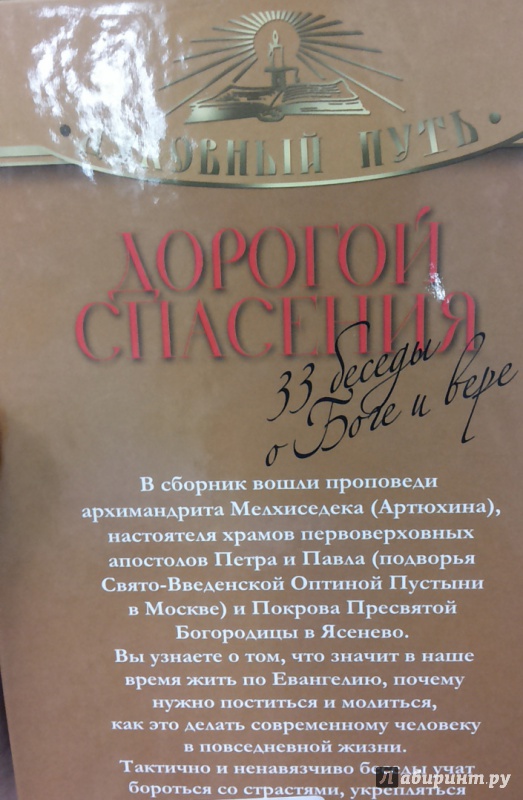 ДУХОВНЫЙ ПУТЬ
ДОРОГОЙ
СПАСЕНИЯ
33 беседы
о Боге и вере
В сборник вошли проповеди
архимандрита Мелхиседека (Артюхина),
настоятеля храмов первоверховных
апостолов Петра и Павла (подворья
Свято-Введенской Оптиной Пустыни
в Москве) и Покрова Пресвятой
Богородицы в Ясенево.
Вы узнаете о том, что значит в наше
время жить по Евангелию, почему
нужно поститься и молиться,
как это делать современному человеку
в повседневной жизни.
Тактично и ненавязчиво беседы учат
бороться со страстями, укрепляться
Лабиринт.ру